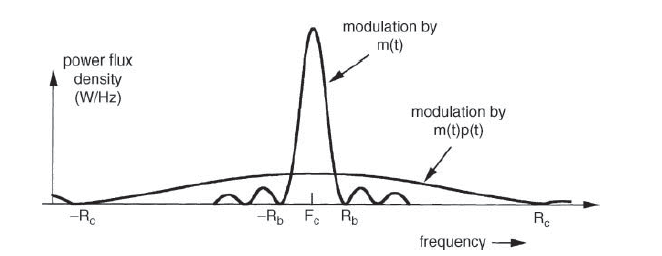 modulation by
m(t)
power flux
density
(W/Hz)
modulation by
m(t)p(t)
–Rc
–Rb
Fc
Rb
Rc
frequency